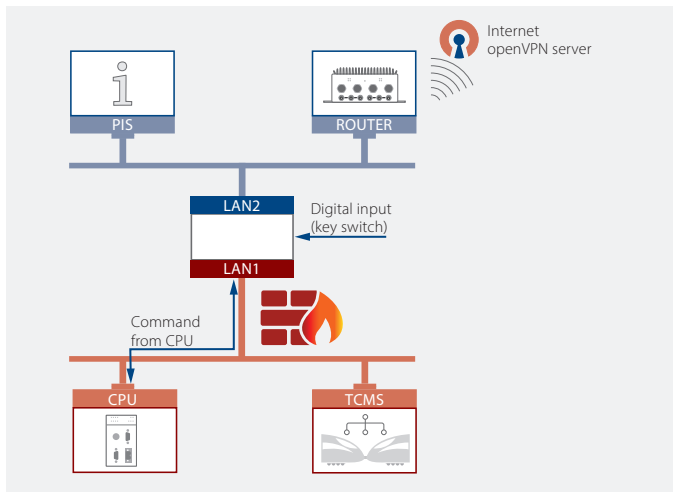 Internet
openVPN server
PIS
ROUTER
LAN2
Digital input
(key switch)
LAN1
Command
from CPU
CPU
TCMS